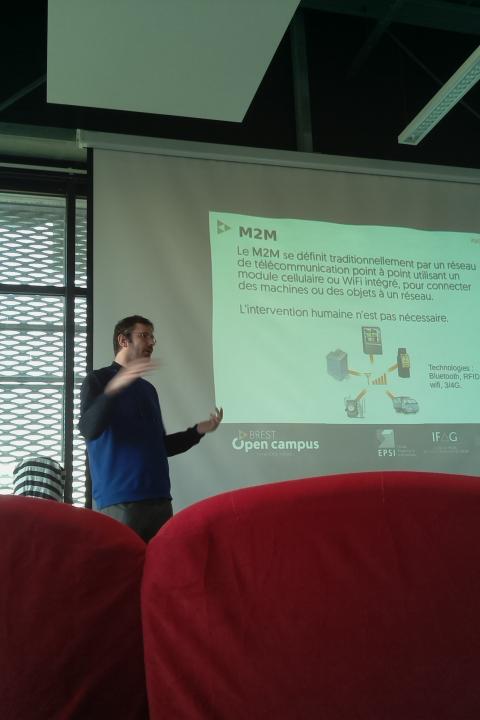 M2M
Le M2M se définit traditionnellement par un réseau
de télécommunication point à point utilisant un
module cellulaire ou WiFi intégré, pour connecter
des machines ou des objets à un réseau.
L'intervention humaine n'est pas nécessaire.
Technologies :
Bluetooth, RFID
wifi, 3/4G.
BREST
Open campus
EPSI
IFAG